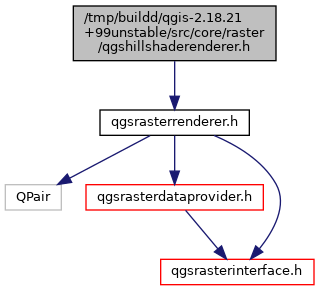 /tmp/buildd/qgis-2.18.21
+99unstable/src/core/raster
/qgshillshaderenderer.h
qgsrasterrenderer.h
QPair
qgsrasterdataprovider.h
qgsrasterinterface.h